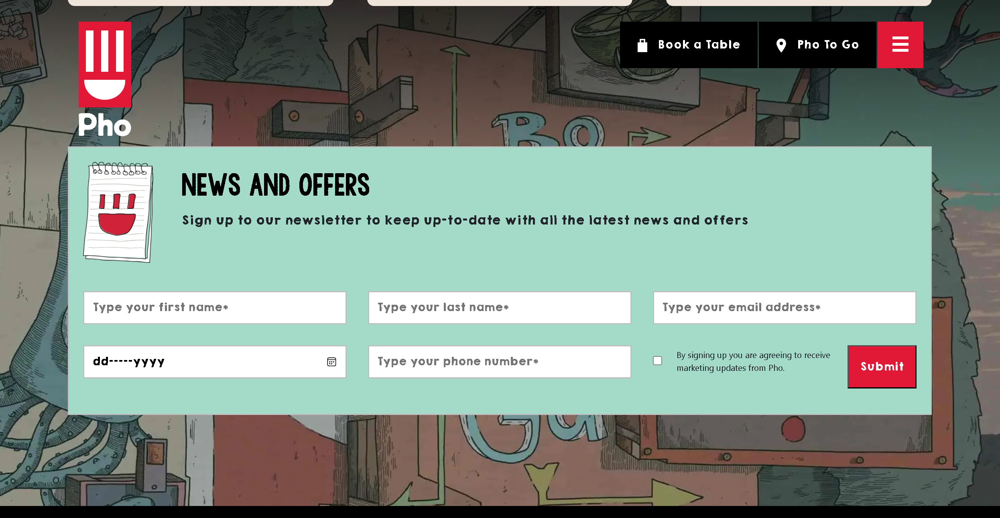 Book a Table
Pho To Go
Pho
Bo
NEWS AND OFFERS
Sign up to our newsletter to keep up-to-date with all the latest news and offers
Type your first name*
Type your last name*
Type your email address*
dd-----yyyy
Type your phone number*
By signing up you are agreeing to receive
marketing updates from Pho.
Submit
Ga